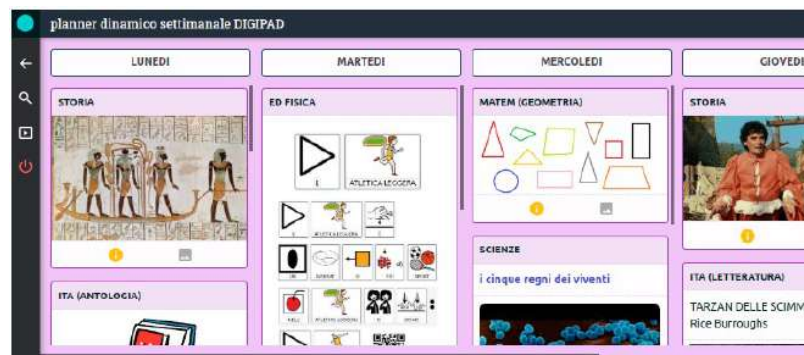 planner dinamico settimanale DIGIPAD
LUNEDI
MARTEDI
MERCOLEDI
GIOVEDI
STORIA
ITA (ANTOLOGIA)
ED FISICA
ATLETICA LEGGERA
MATEM (GEOMETRIA)
SCIENZE
i cinque regni dei viventi
STORIA
ITA (LETTERATURA)
TARZAN DELLE SCIMM
Rice Burroughs